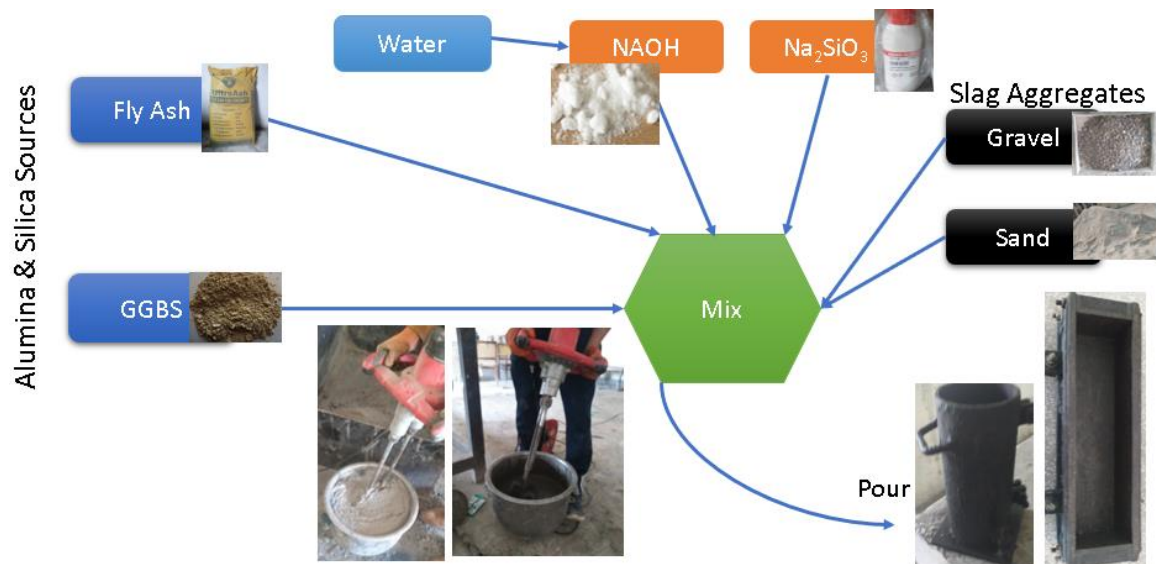 Water
NAOH
Na₂SiO₃
Fly Ash
Slag Aggregates
Gravel
Alumina & Silica Sources
Sand
GGBS
Mix
Pour